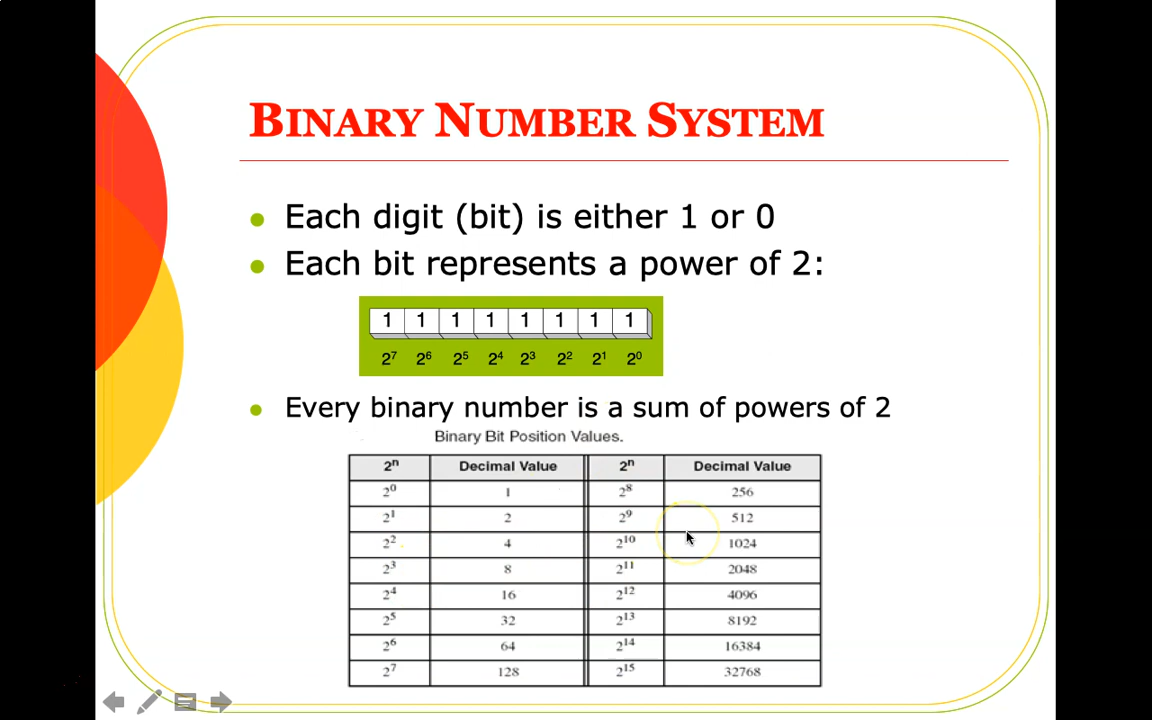 BINARY NUMBER SYSTEM
Each digit (bit) is either 1 or 0
Each bit represents a power of 2:
1 1 1 1 1 1 1 1
2⁷ 2⁶ 2⁵ 2⁴ 2³ 2² 2¹ 2⁰
Every binary number is a sum of powers of 2
Binary Bit Position Values.
2ⁿ Decimal Value 2ⁿ Decimal Value
2⁰ 1 2⁸ 256
2¹ 2 2⁹ 512
2² 4 2¹⁰ 1024
2³ 8 2¹¹ 2048
2⁴ 16 2¹² 4096
2⁵ 32 2¹³ 8192
2⁶ 64 2¹⁴ 16384
2⁷ 128 2¹⁵ 32768